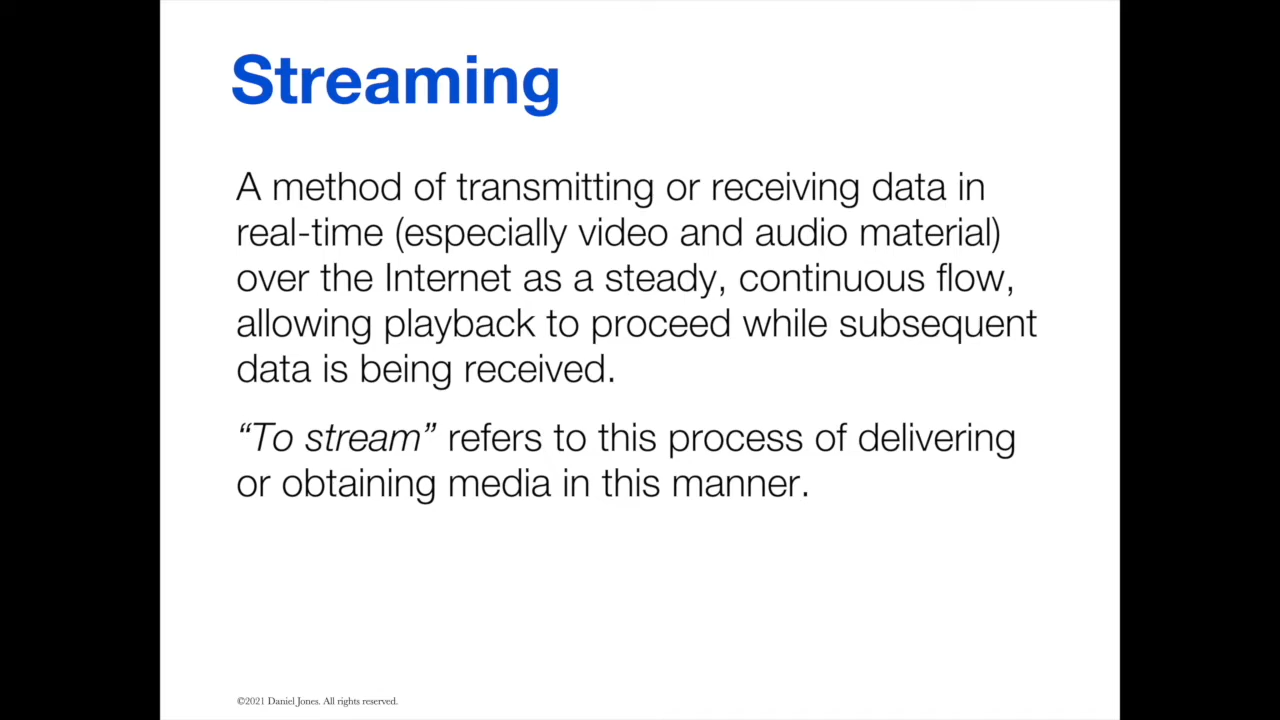 Streaming
A method of transmitting or receiving data in
real-time (especially video and audio material)
over the Internet as a steady, continuous flow,
allowing playback to proceed while subsequent
data is being received.
“To stream” refers to this process of delivering
or obtaining media in this manner.
©2021 Daniel Jones. All rights reserved.